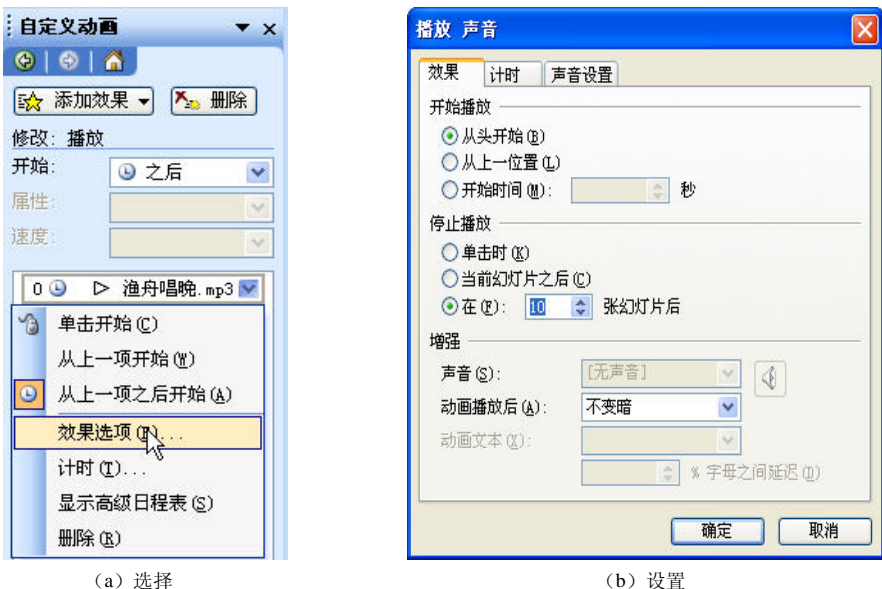 自定义动画
添加效果
删除
修改: 播放
开始:
之后
属性:
速度:
0 渔舟唱晚.mp3
单击开始(C)
从上一项开始(W)
从上一项之后开始(A)
效果选项(E)...
计时(T)...
显示高级日程表(S)
删除(R)
(a)选择
播放 声音
效果
计时
声音设置
开始播放
从头开始(B)
从上一位置(L)
开始时间(M):
秒
停止播放
单击时(K)
当前幻灯片之后(C)
在(F): 10 张幻灯片后
增强
声音(S):
[无声音]
动画播放后(A):
不变暗
动画文本(X):
% 字母之间延迟(D)
确定
取消
(b)设置